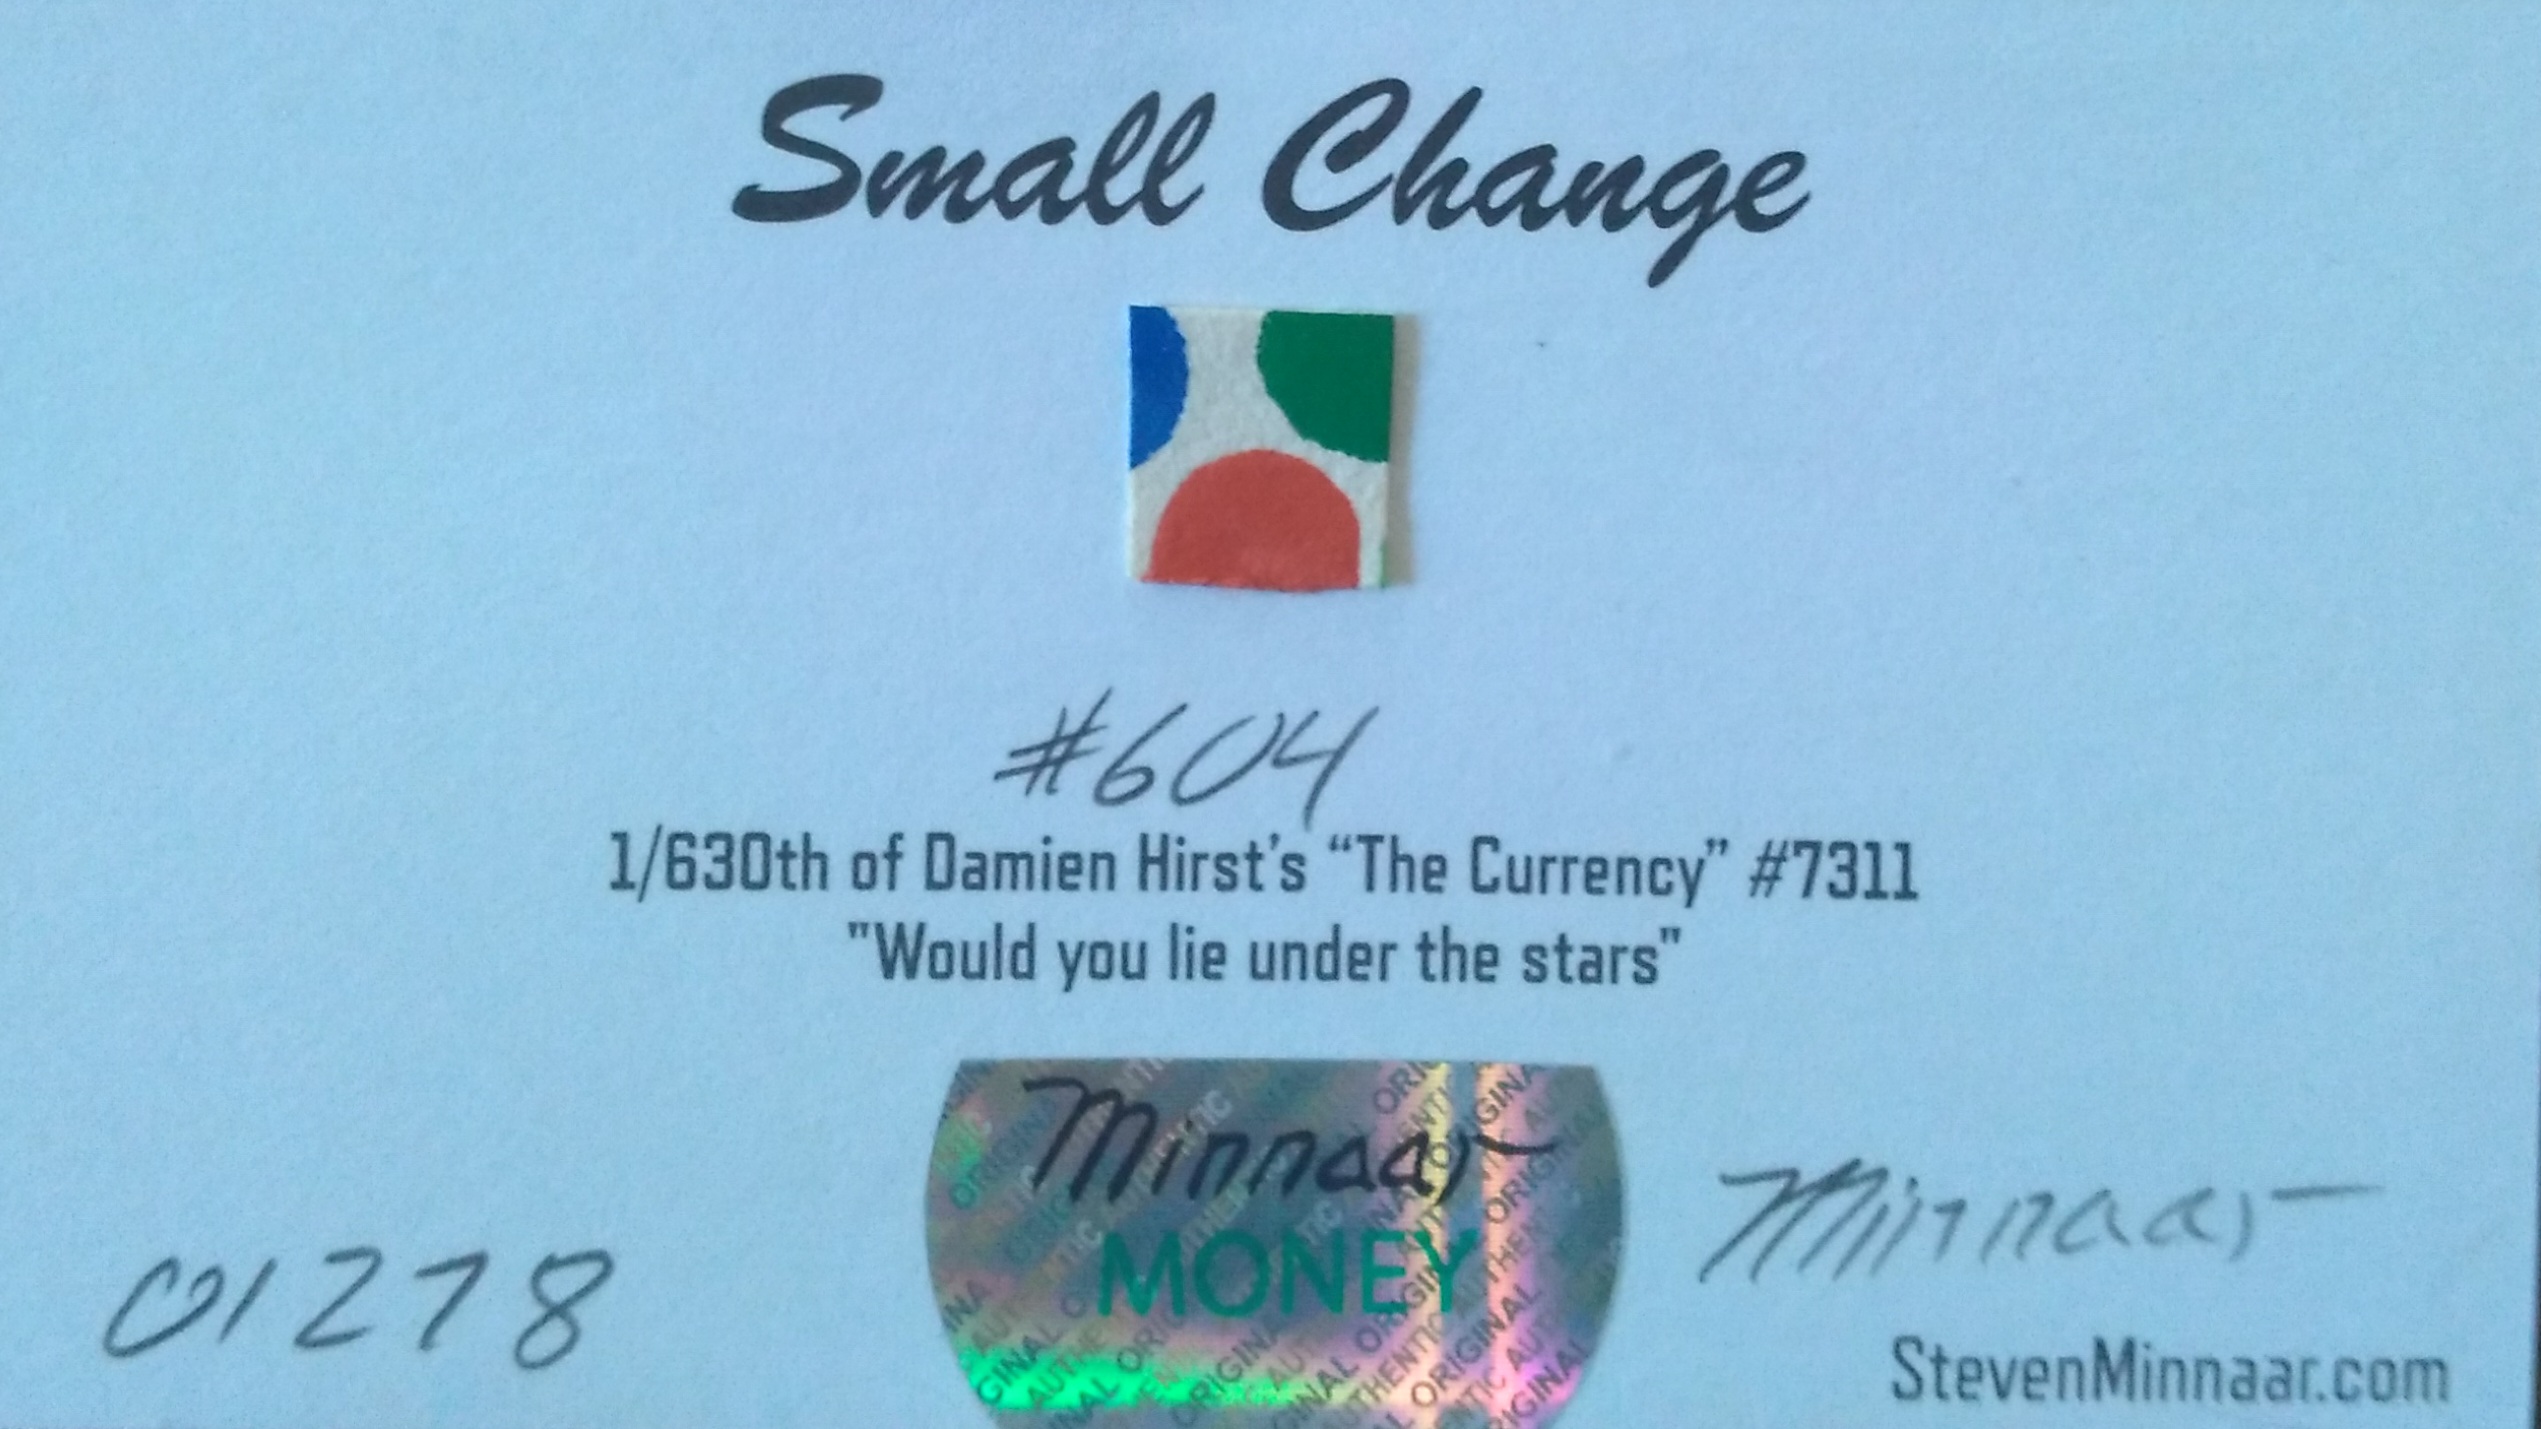 Small Change
#604
1/630th of Damien Hirst's “The Currency” #7311
"Would you lie under the stars"
Minnaar
MONEY
01278
Minnaar
StevenMinnaar.com